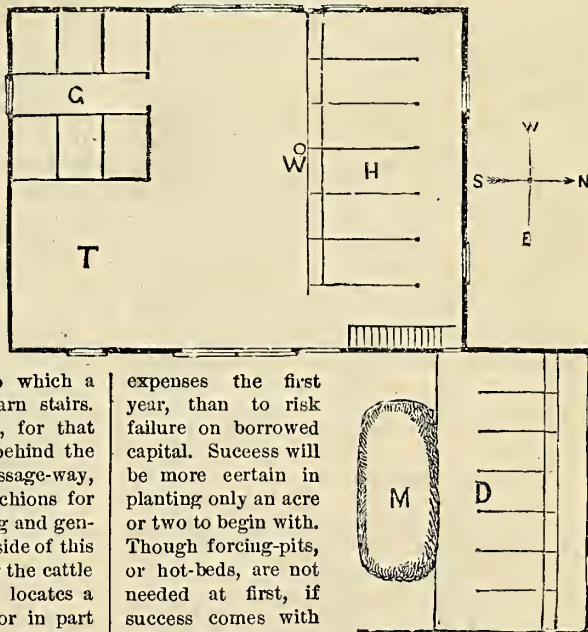 G
W
H
T
W
S
N
E
o which a
arn stairs.
, for that
behind the
ssage-way,
chions for
g and gen-
side of this
r the cattle
locates a
or in part
expenses the first
year, than to risk
failure on borrowed
capital. Success will
be more certain in
planting only an acre
or two to begin with.
Though forcing-pits,
or hot-beds, are not
needed at first, if
success comes with
M
D